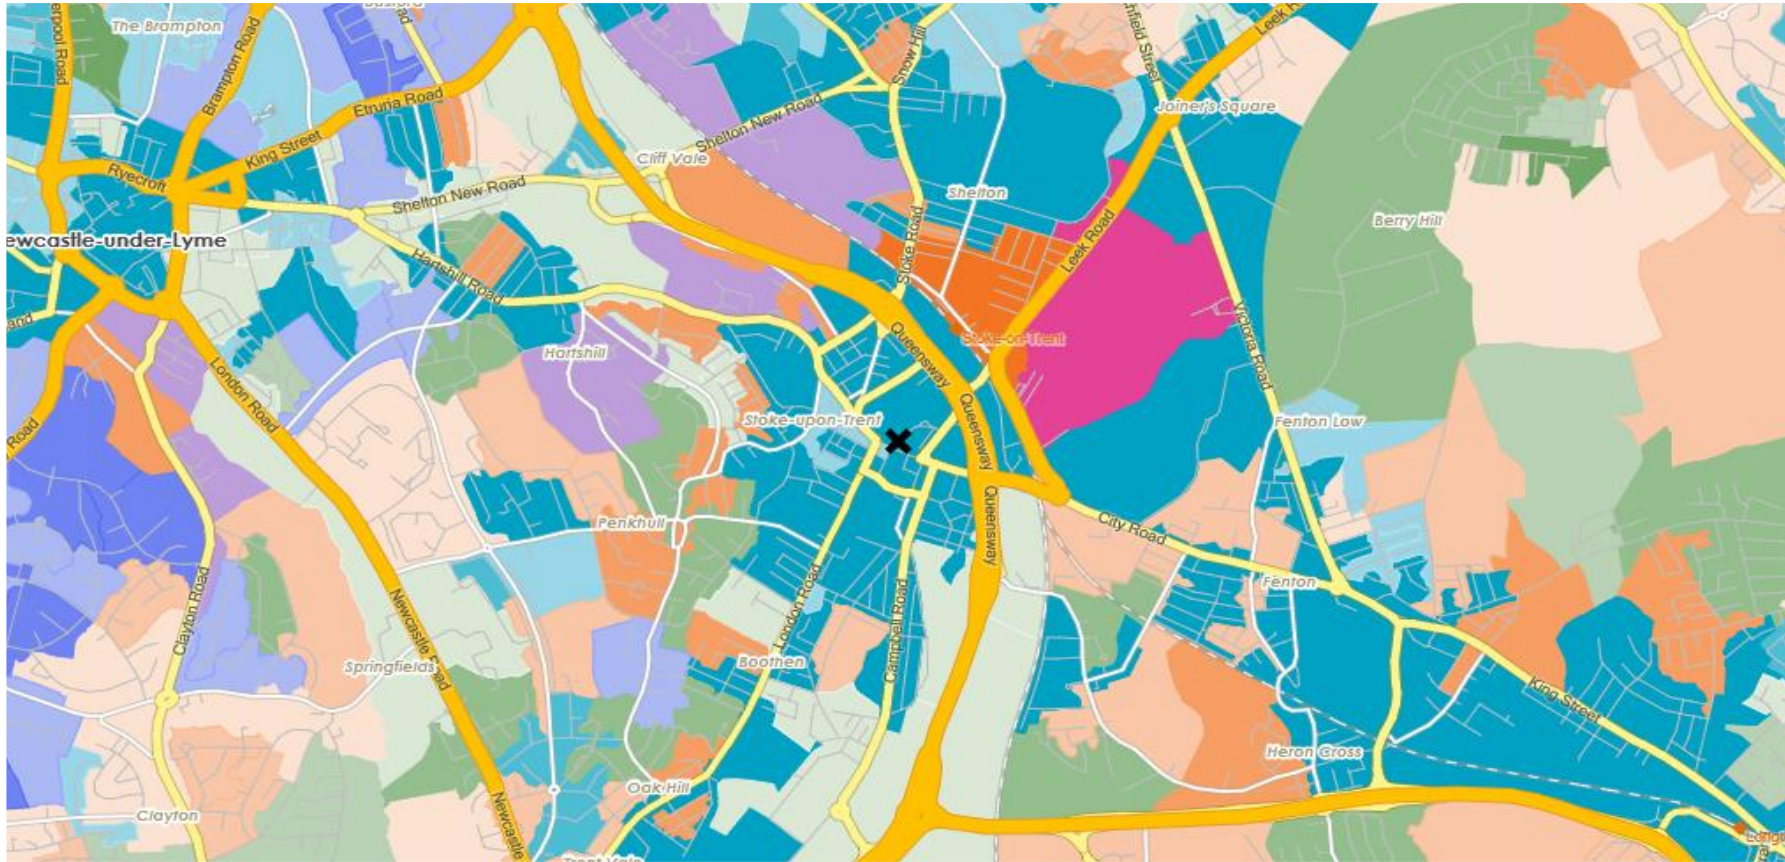 The Brampton
Brampton Road
Etruria Road
King Street
Ryecroft
Shelton New Road
Shelton New Road
Cliff Vale
Snow Hill
Leek
Joiner's Square
Shelton
Stoke Road
Leek Road
Berry Hill
ewcastle-under-Lyme
Hartshill Road
Hartshill
London Road
Queensway
Stoke-on-Trent
Victoria Road
Stoke-upon-Trent
Queensway
Queensway
Fenton Low
Penkhull
City Road
Fenton
Clayton Road
Newcastle Road
Springfields
London Road
Boothen
Campbell Road
King Street
Heron Cross
Oak Hill
Clayton
Newcastle
Trent Vale